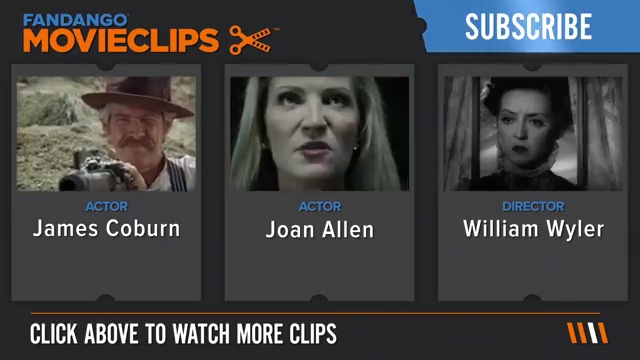 FANDANGO
MOVIECLIPS
SUBSCRIBE
ACTOR
James Coburn
ACTOR
Joan Allen
DIRECTOR
William Wyler
CLICK ABOVE TO WATCH MORE CLIPS